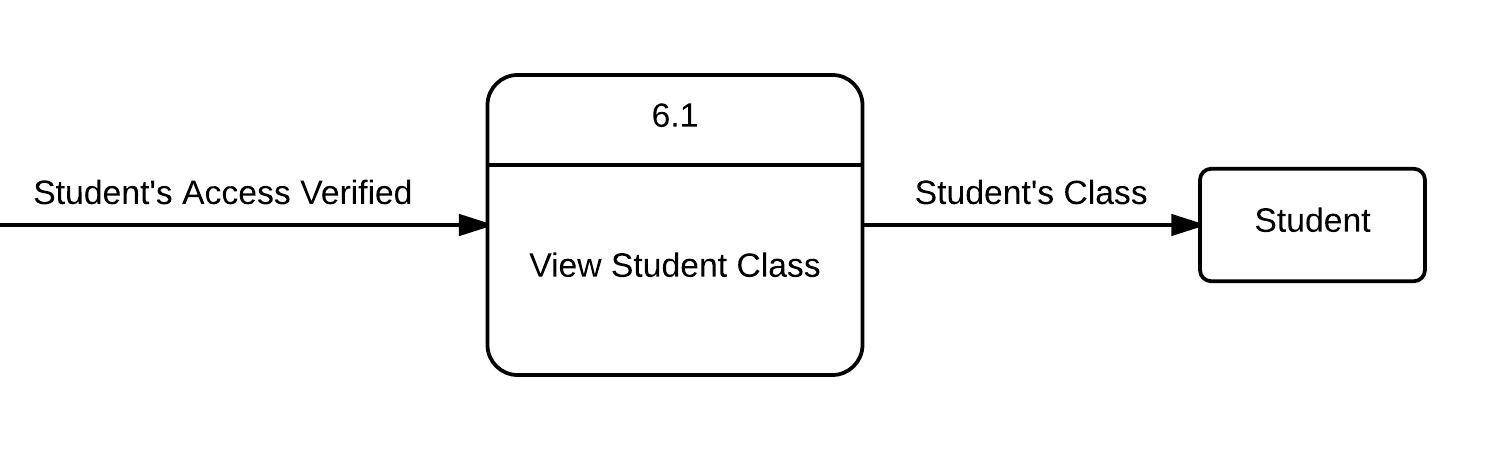 6.1
Student's Access Verified
View Student Class
Student's Class
Student